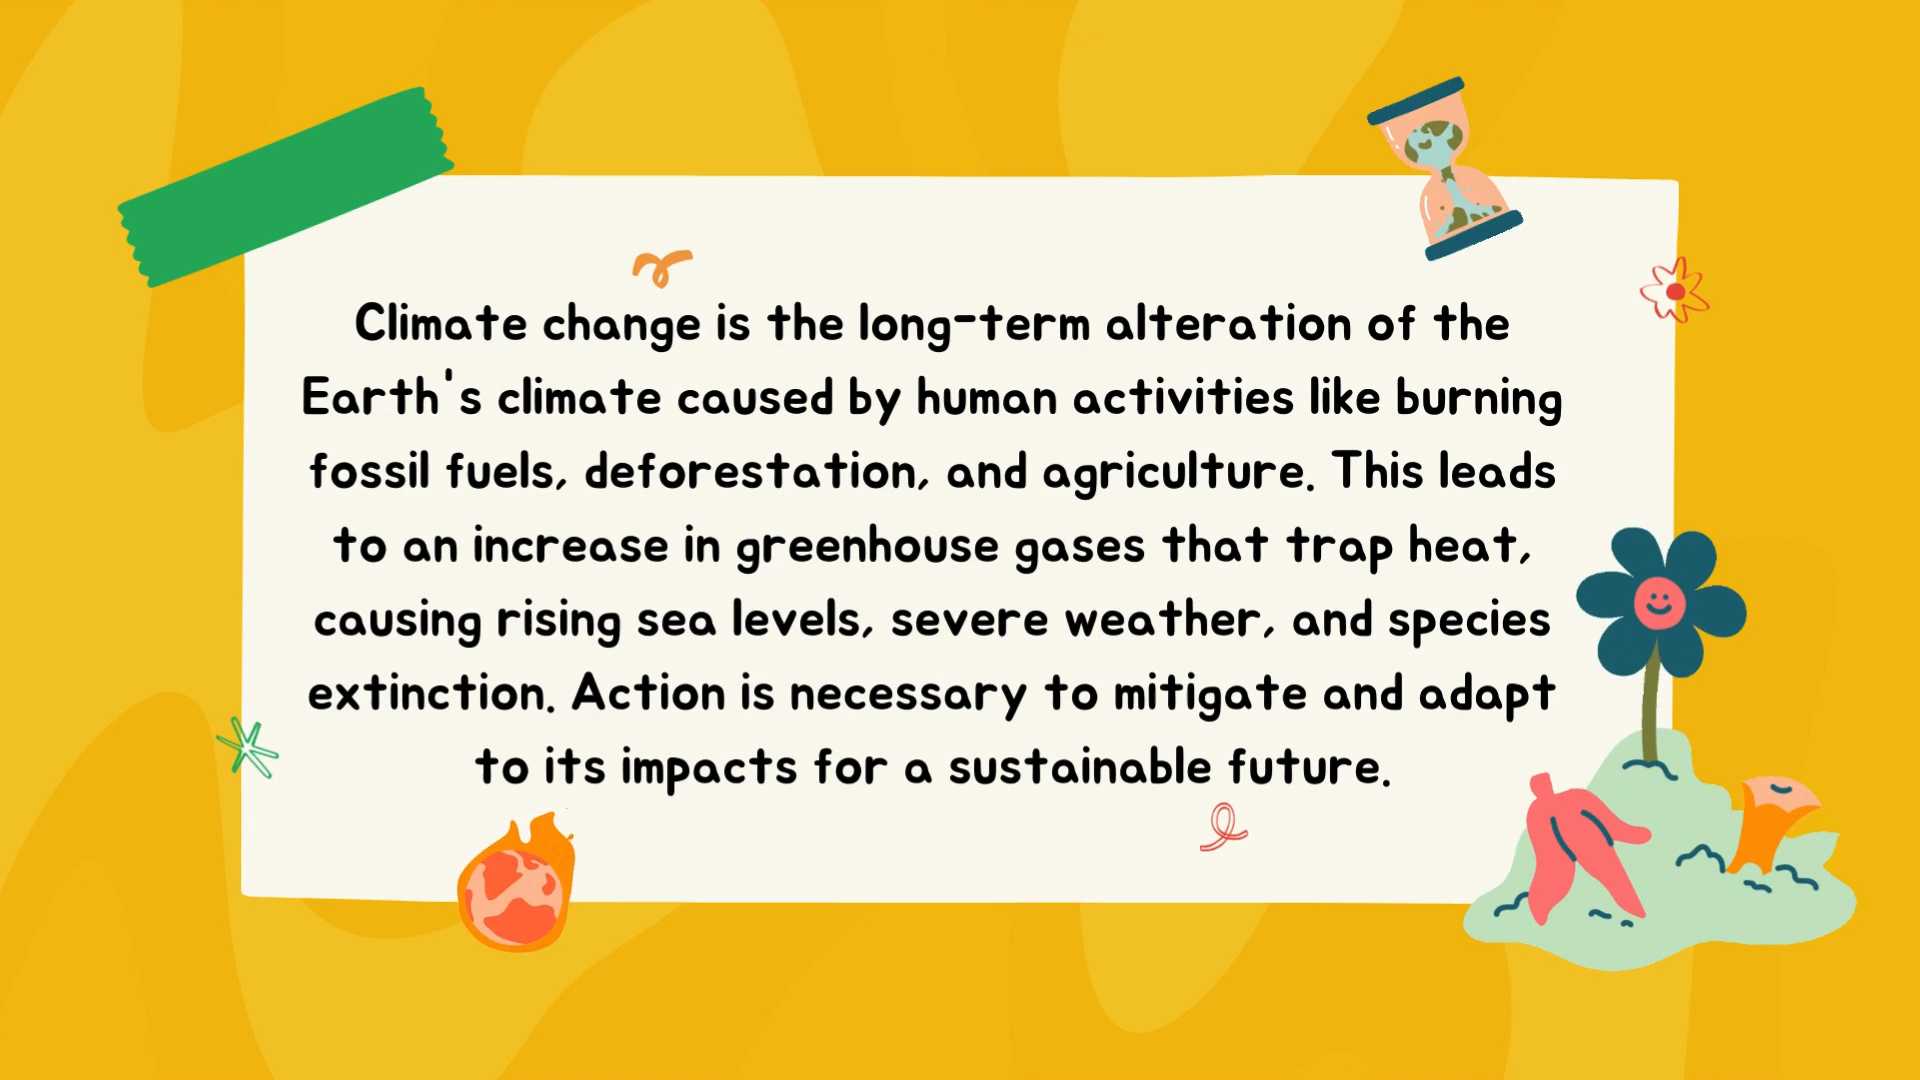 Climate change is the long-term alteration of the
Earth's climate caused by human activities like burning
fossil fuels, deforestation, and agriculture. This leads
to an increase in greenhouse gases that trap heat,
causing rising sea levels, severe weather, and species
extinction. Action is necessary to mitigate and adapt
to its impacts for a sustainable future.